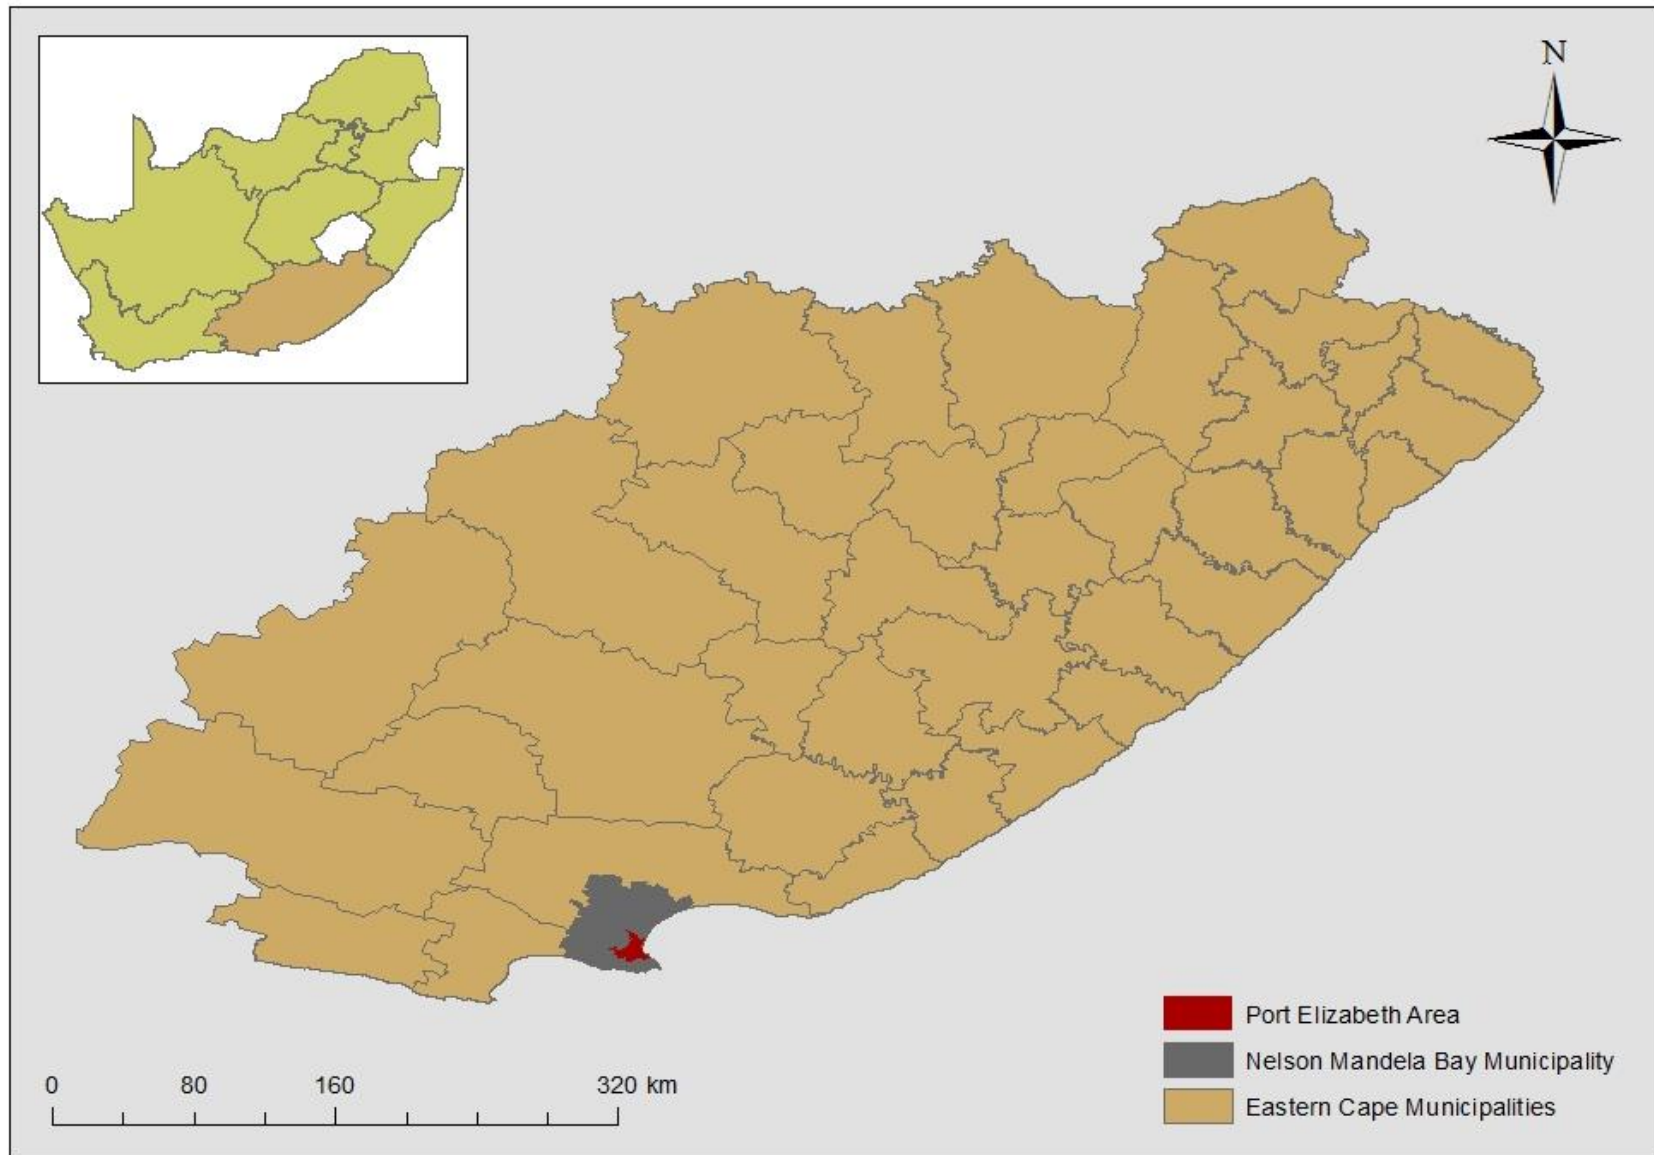 N
Port Elizabeth Area
Nelson Mandela Bay Municipality
Eastern Cape Municipalities
0 80 160 320 km